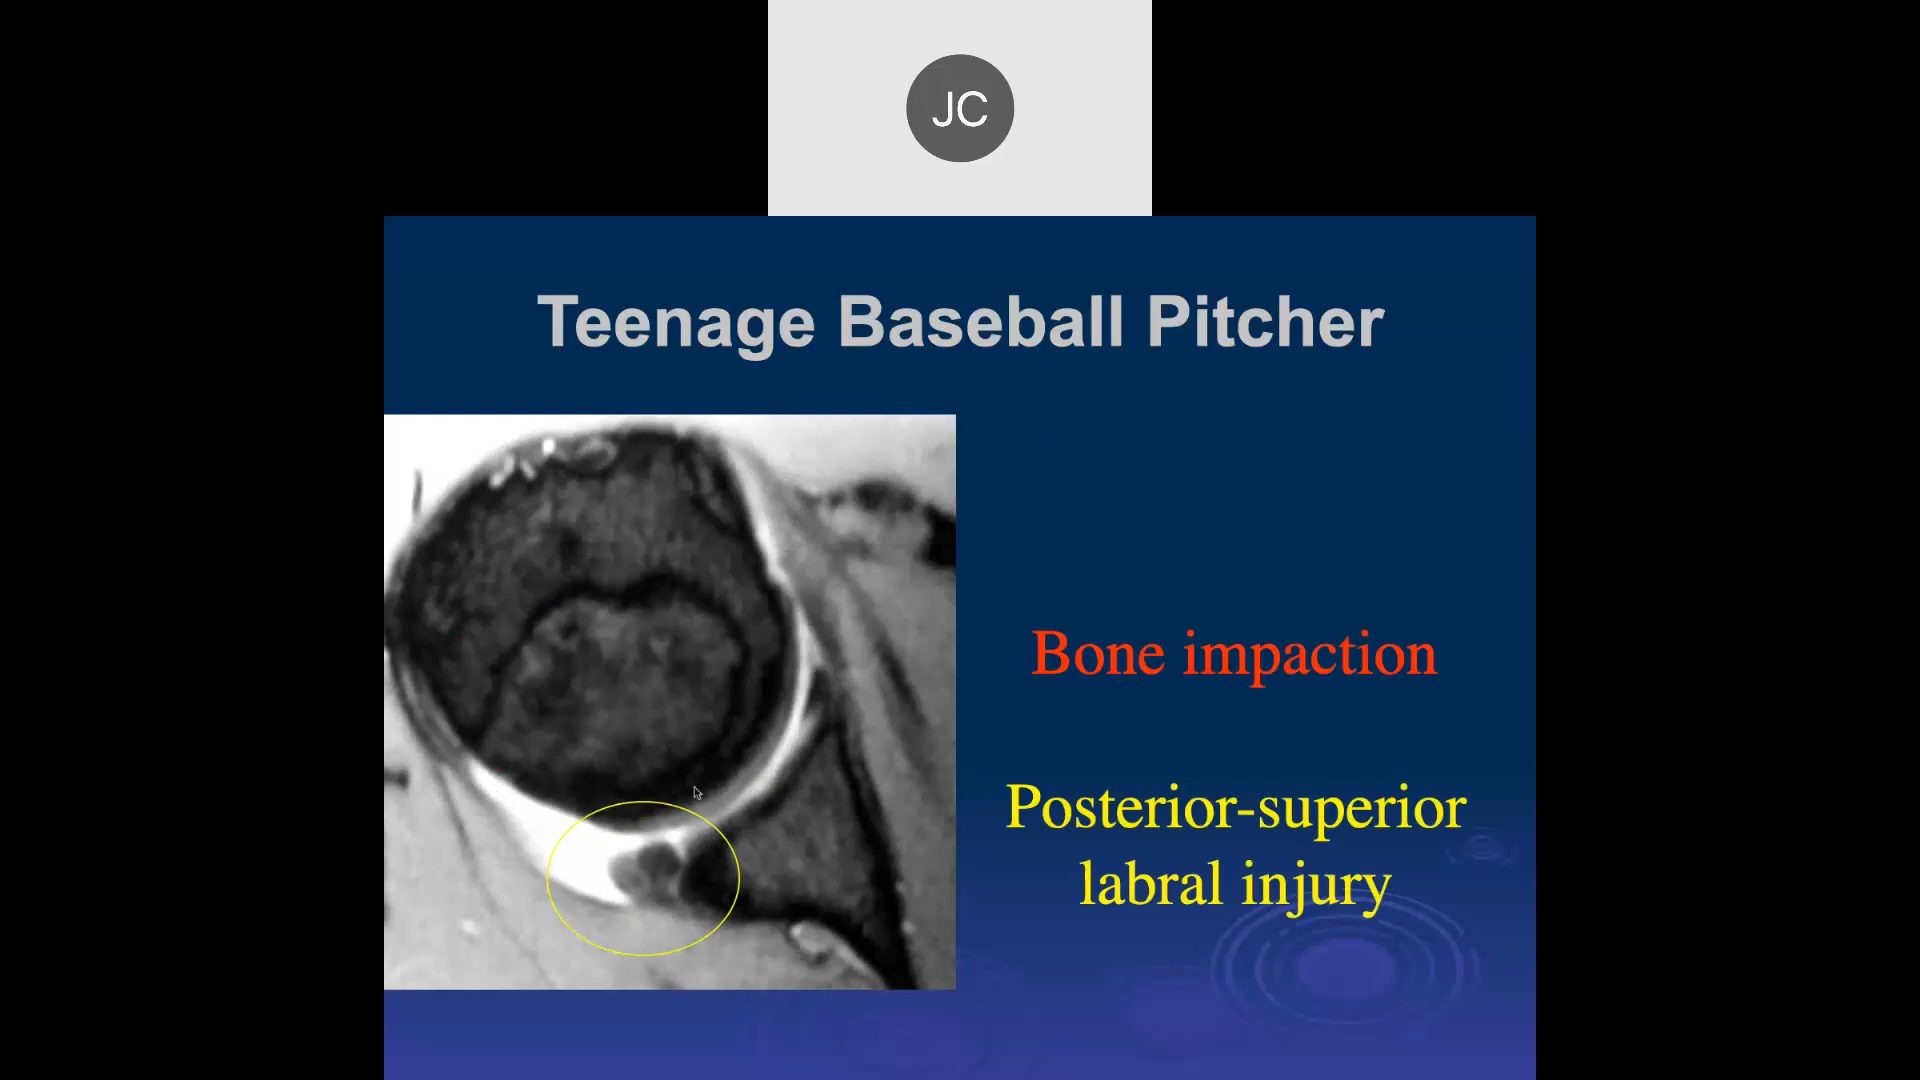 JC
Teenage Baseball Pitcher
Bone impaction
Posterior-superior
labral injury